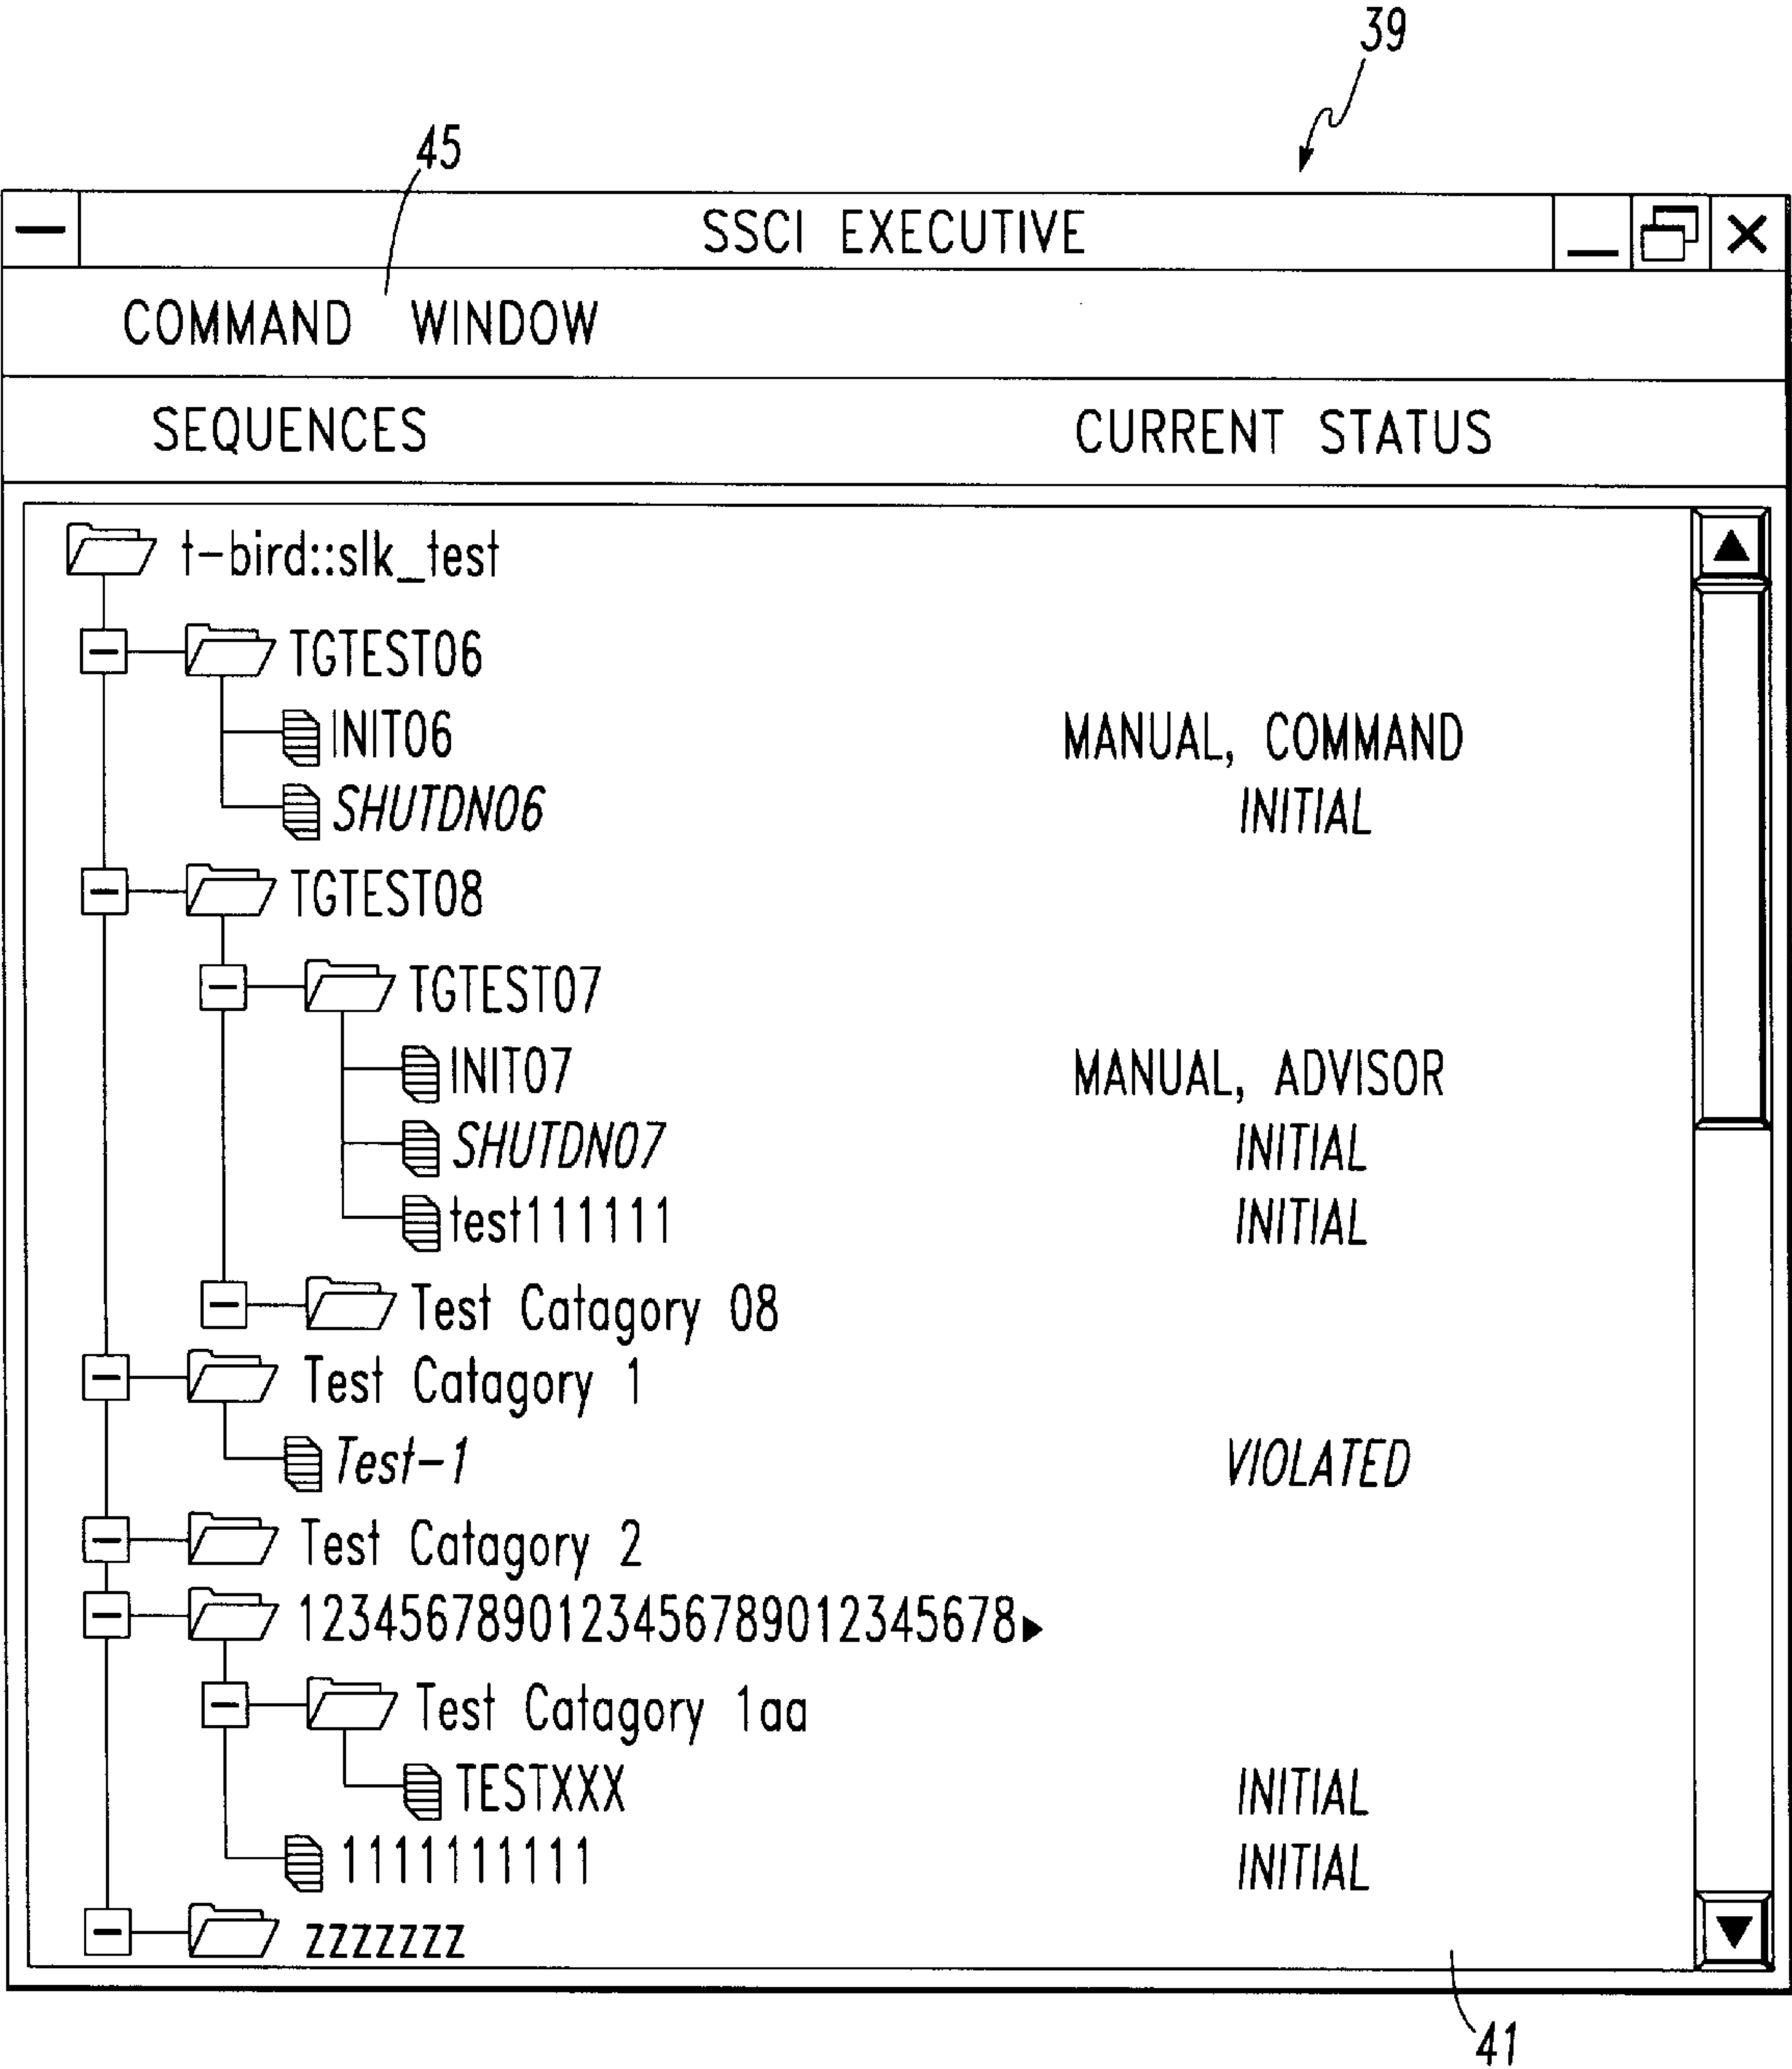 39
45
SSCI EXECUTIVE
COMMAND WINDOW
SEQUENCES CURRENT STATUS
t-bird::slk_test
TGTEST06
INIT06 MANUAL, COMMAND
SHUTDN06 INITIAL
TGTEST08
TGTEST07
INIT07 MANUAL, ADVISOR
SHUTDN07 INITIAL
test111111 INITIAL
Test Catagory 08
Test Catagory 1
Test-1 VIOLATED
Test Catagory 2
1234567890123456789012345678
Test Catagory 1aa
TESTXXX INITIAL
1111111111 INITIAL
zzzzzzz
41